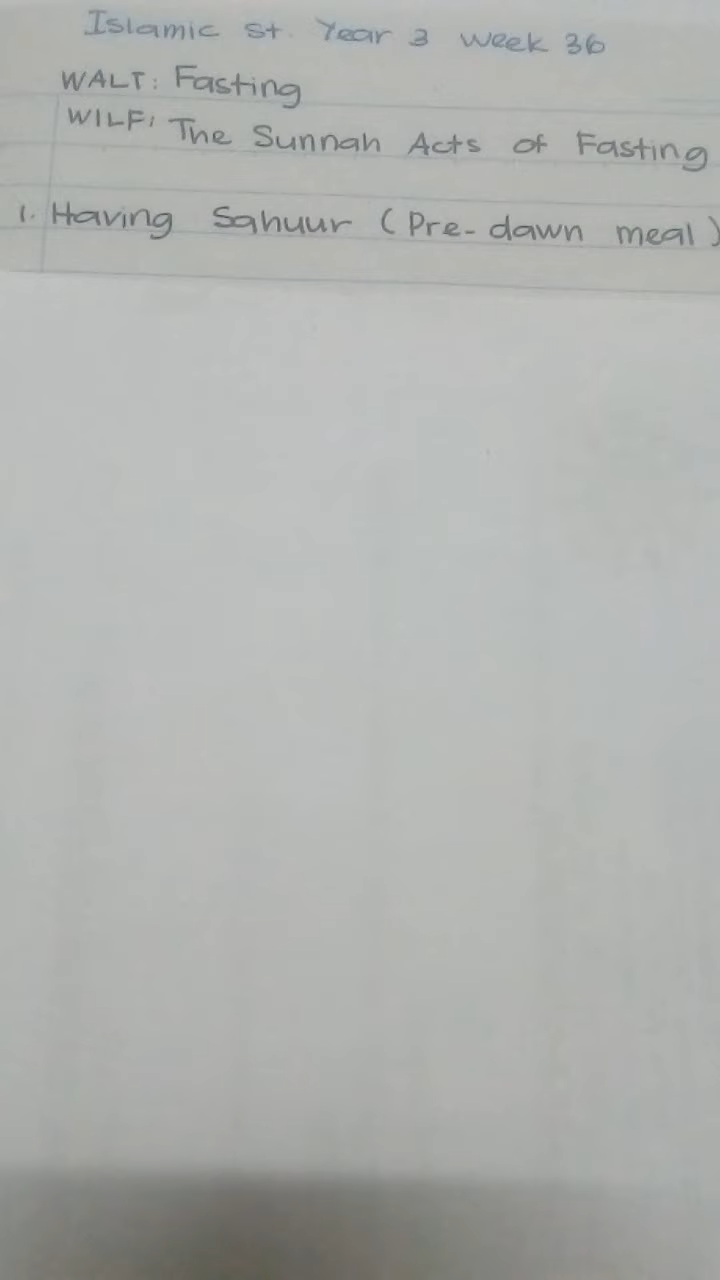 Islamic st. Year 3 Week 36
WALT: Fasting
WILF: The Sunnah Acts of Fasting
1. Having Sahuur (Pre-dawn meal)